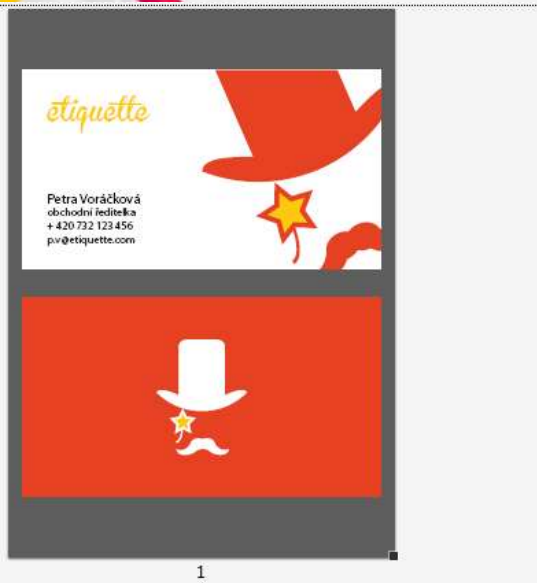 etiquette
Petra Voráčková
obchodní ředitelka
+ 420 732 123 456
p.v@etiquette.com
1